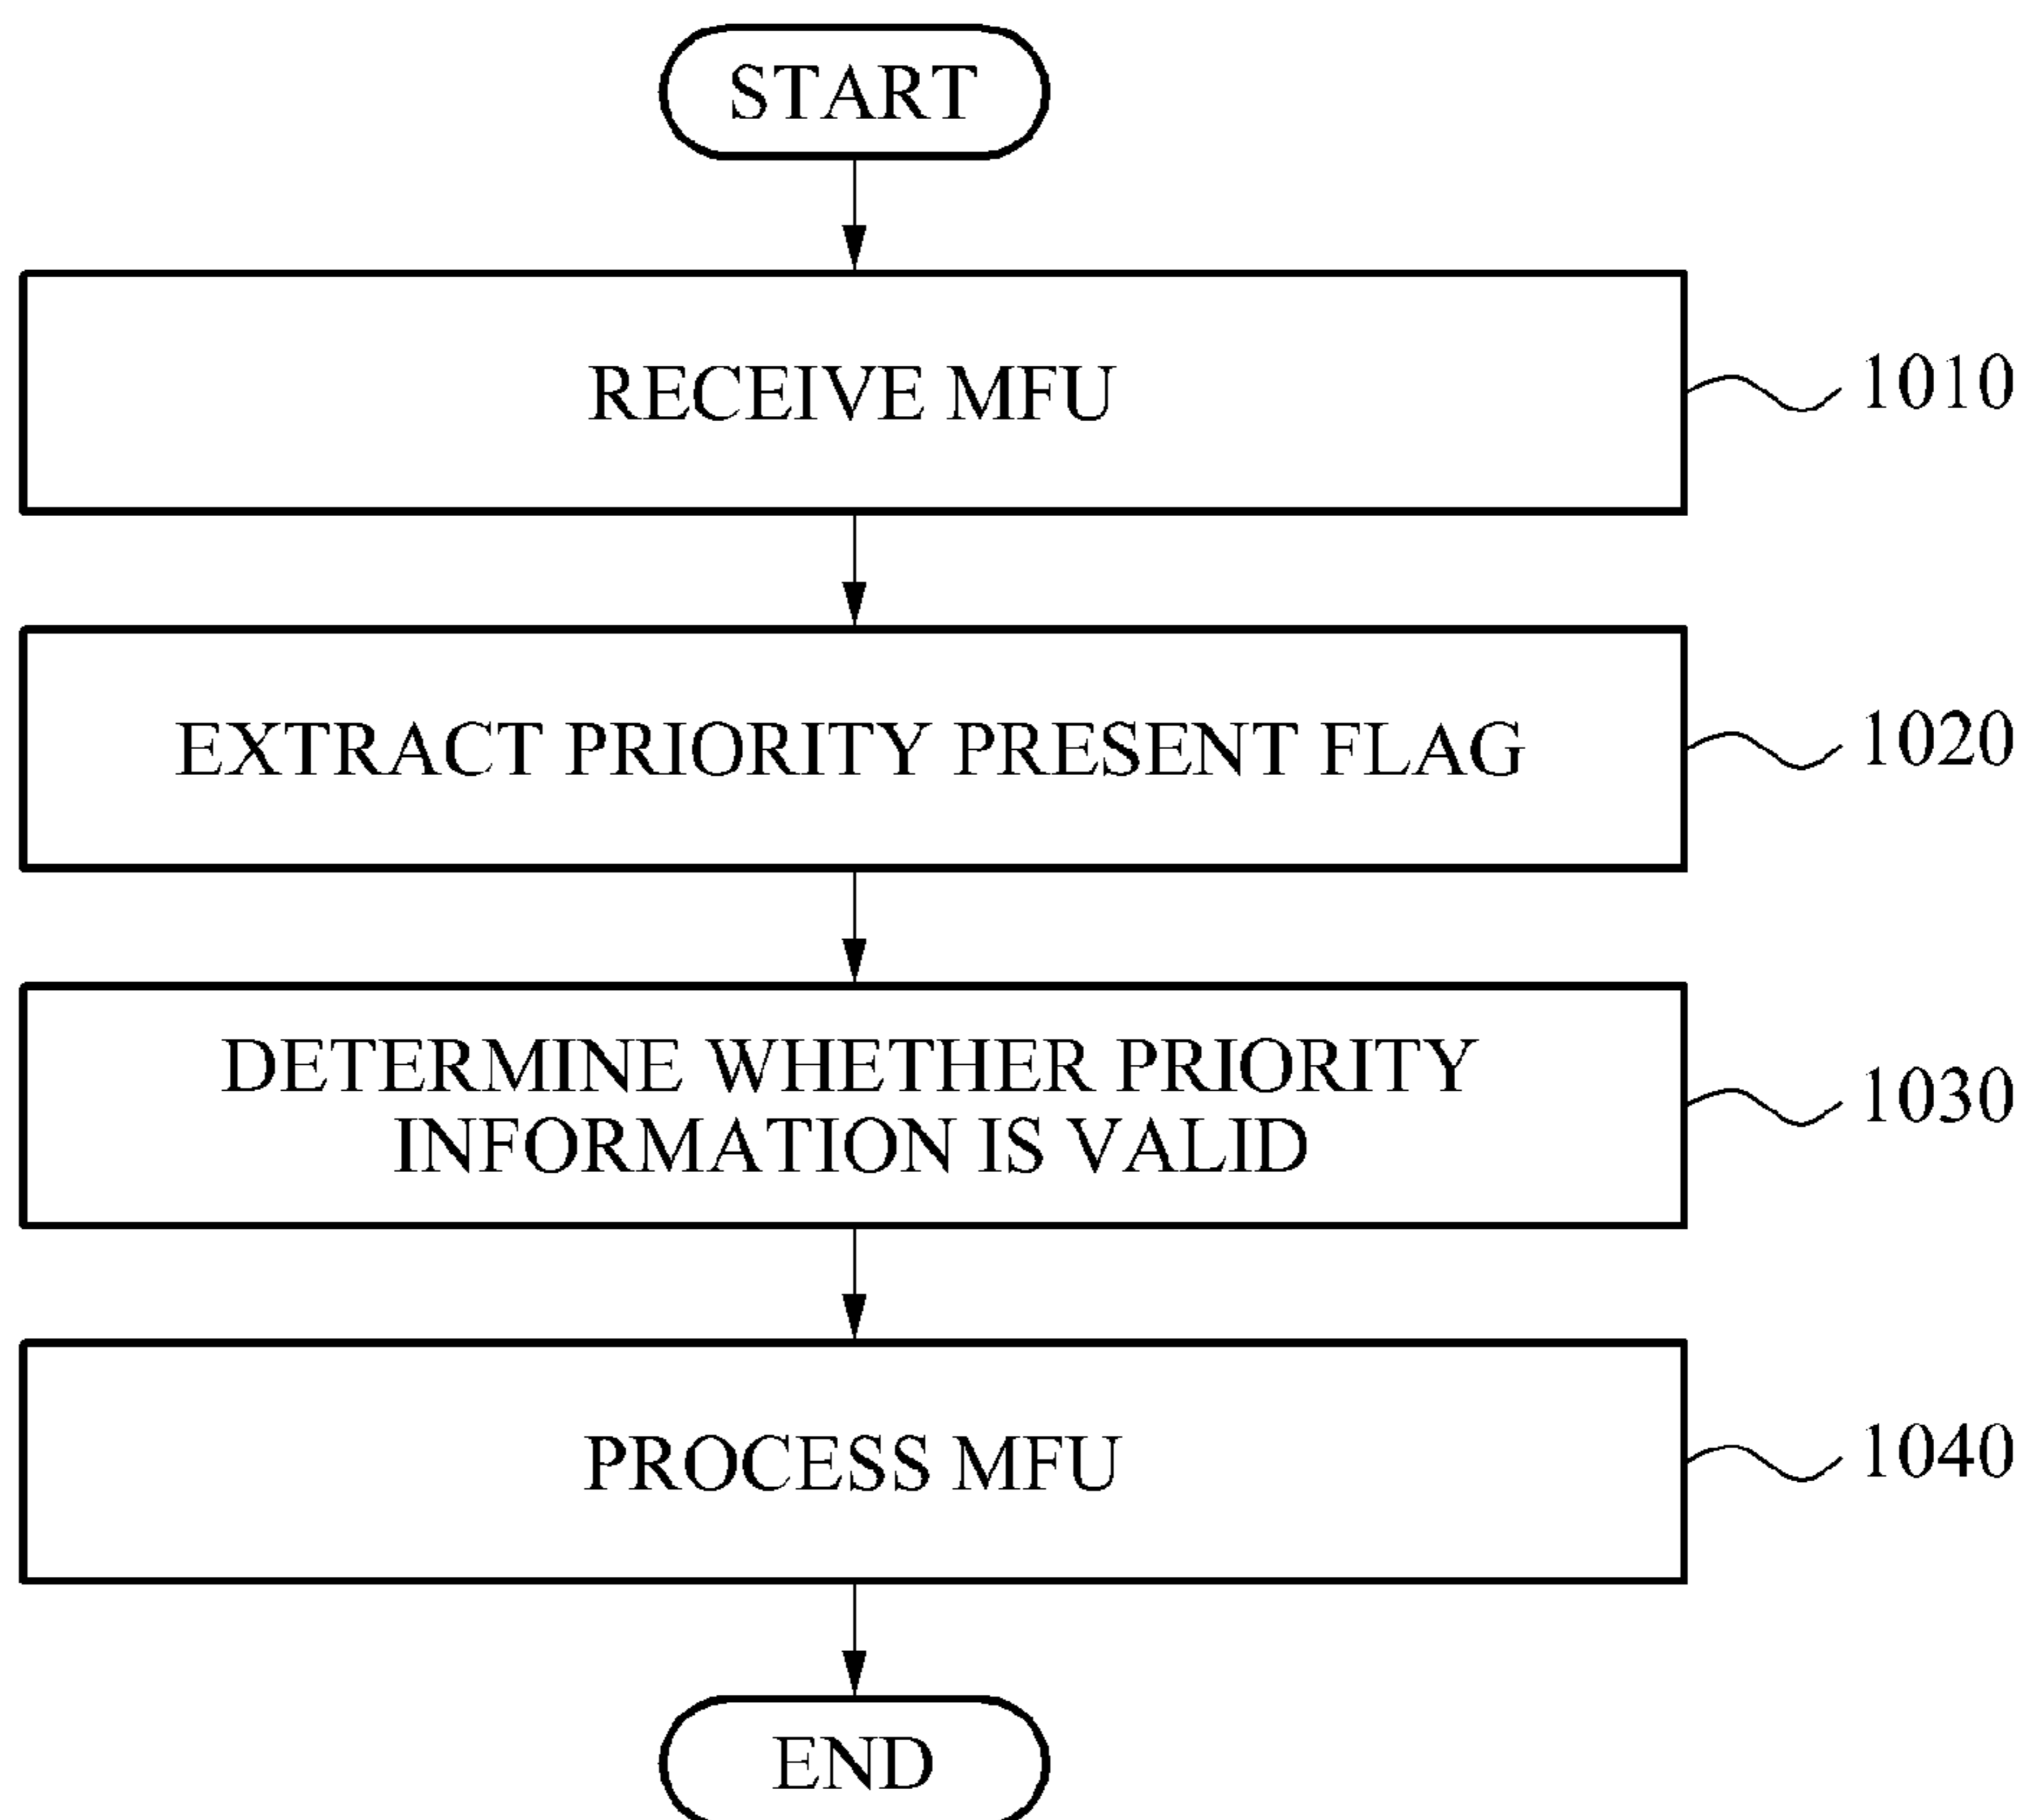 START
RECEIVE MFU
1010
EXTRACT PRIORITY PRESENT FLAG
1020
DETERMINE WHETHER PRIORITY
INFORMATION IS VALID
1030
PROCESS MFU
1040
END